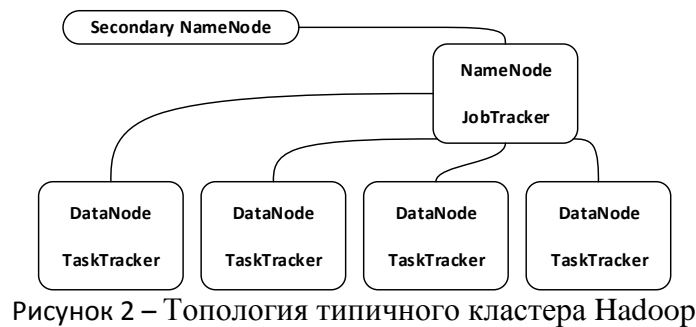 Secondary NameNode
NameNode
JobTracker
DataNode
TaskTracker
DataNode
TaskTracker
DataNode
TaskTracker
DataNode
TaskTracker
Рисунок 2 – Топология типичного кластера Hadoop